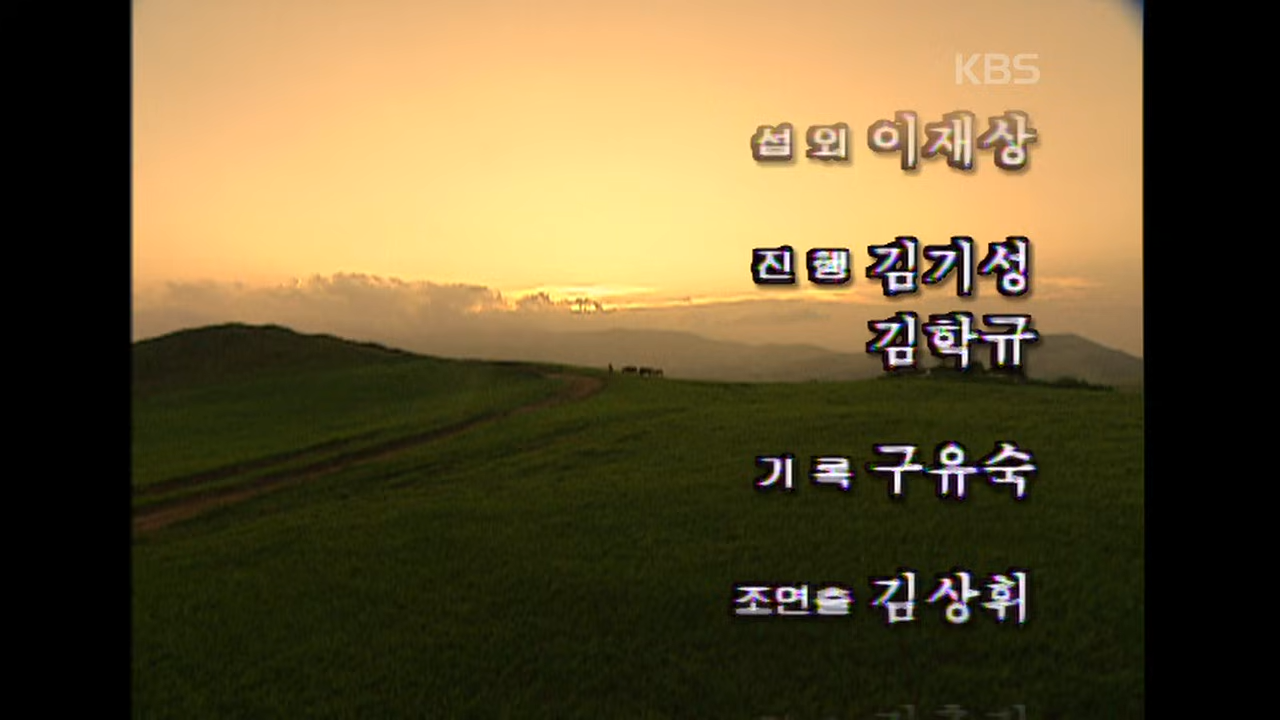 KBS
섭 외 이재상
진 행 김기성
김학규
기 록 구유숙
조연출 김상휘